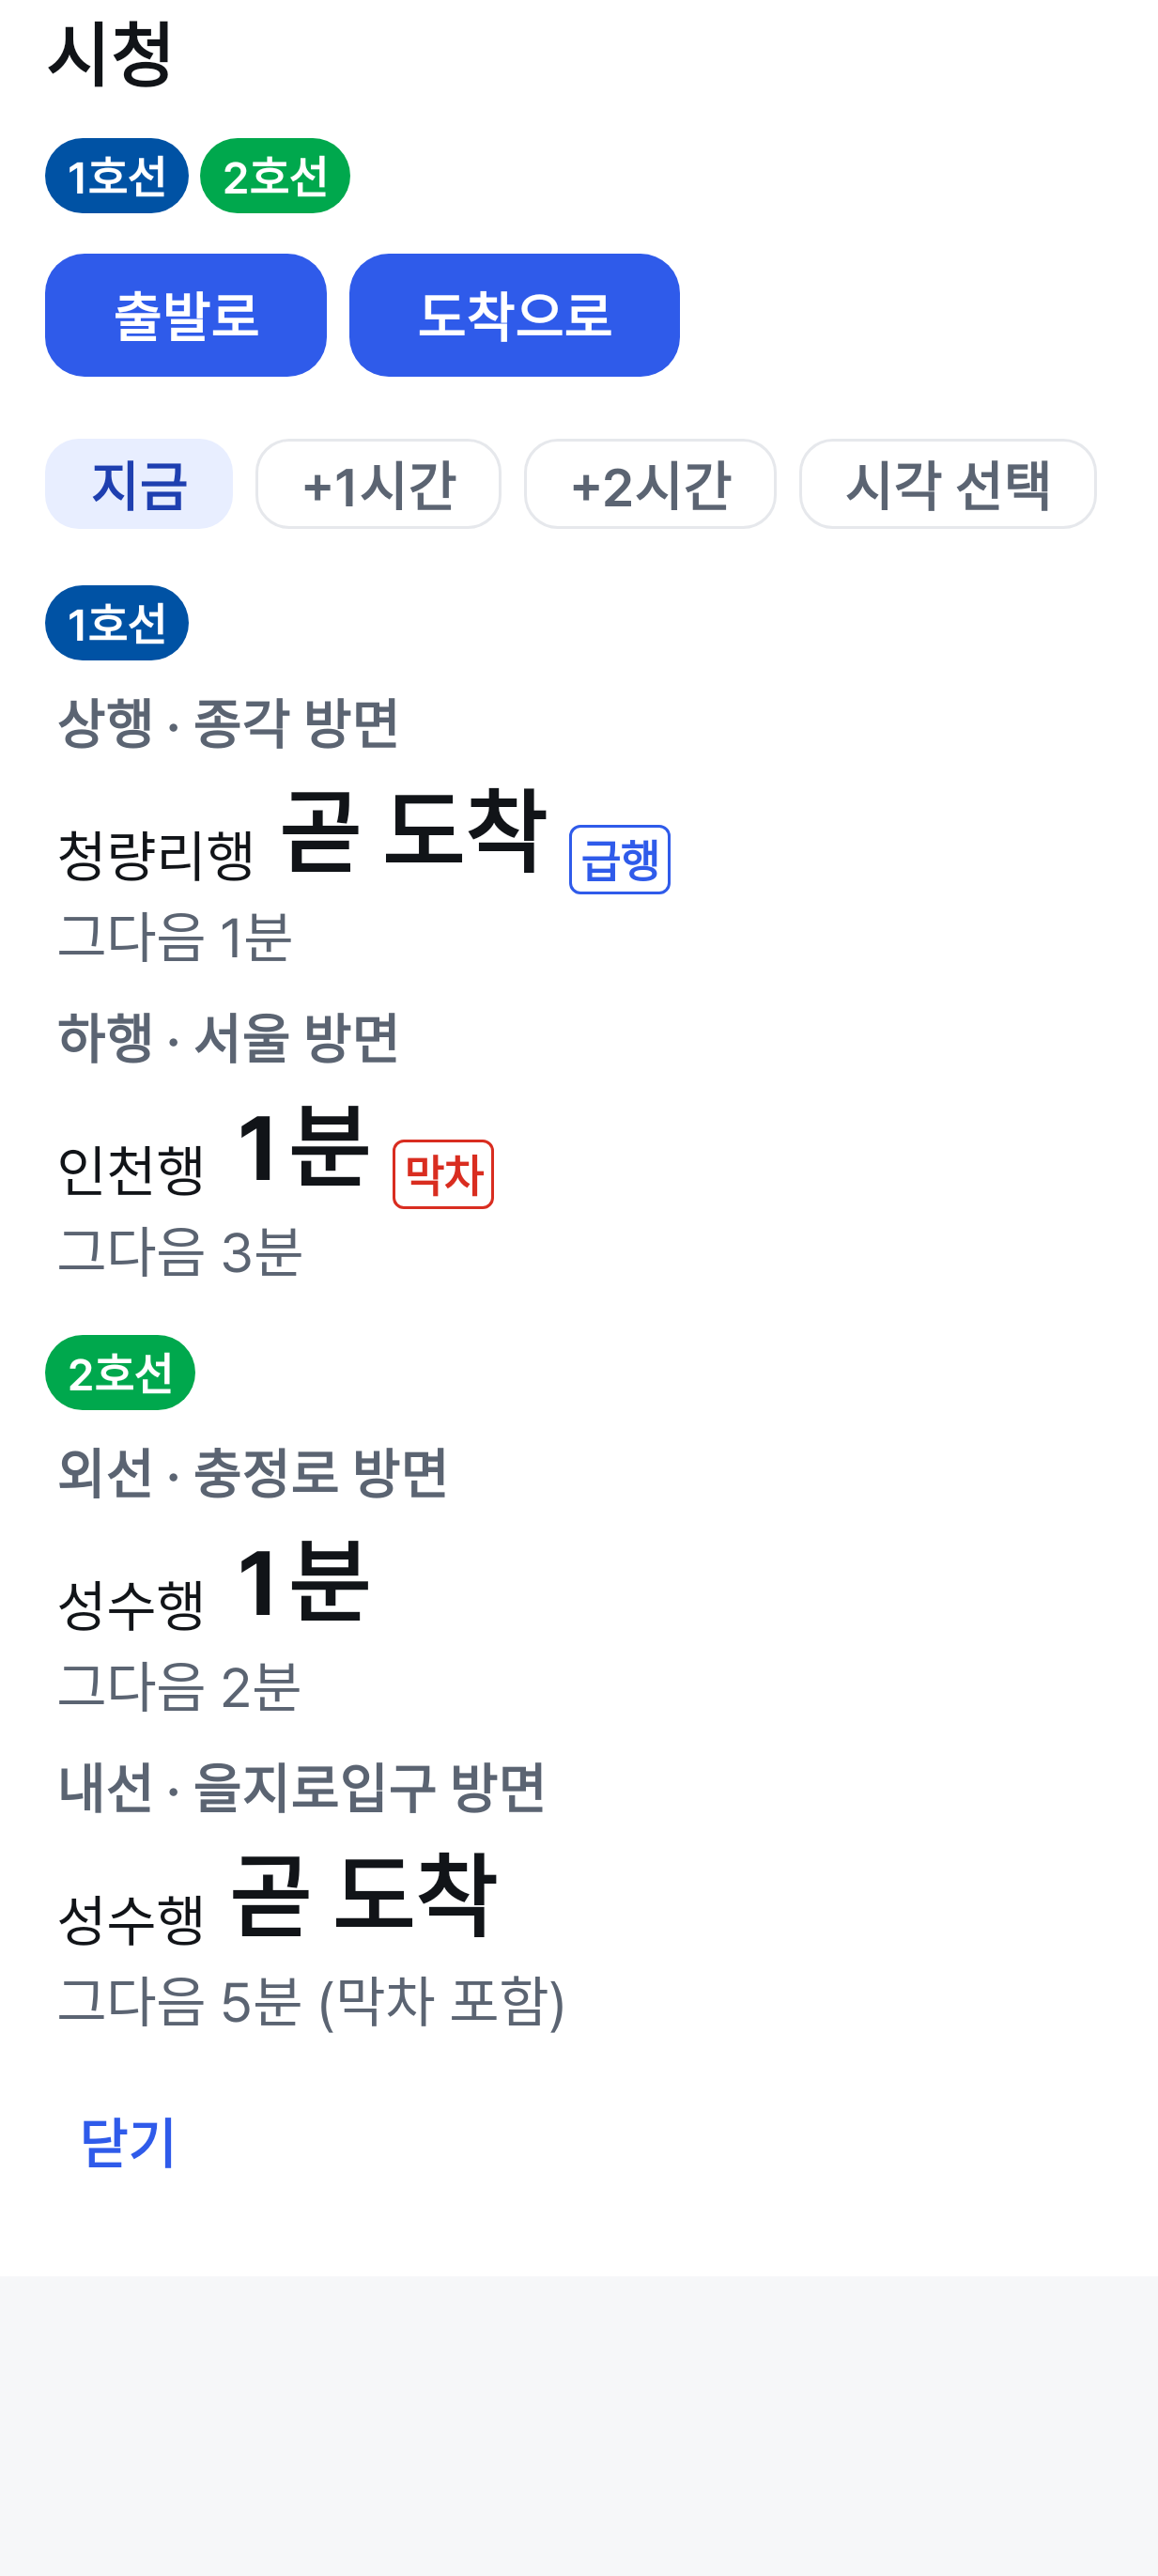 시청
1호선 2호선
출발로 도착으로
지금 +1시간 +2시간 시각 선택
1호선
상행 · 종각 방면
청량리행 곧 도착 급행
그다음 1분
하행 · 서울 방면
인천행 1분 막차
그다음 3분
2호선
외선 · 충정로 방면
성수행 1분
그다음 2분
내선 · 을지로입구 방면
성수행 곧 도착
그다음 5분 (막차 포함)
닫기